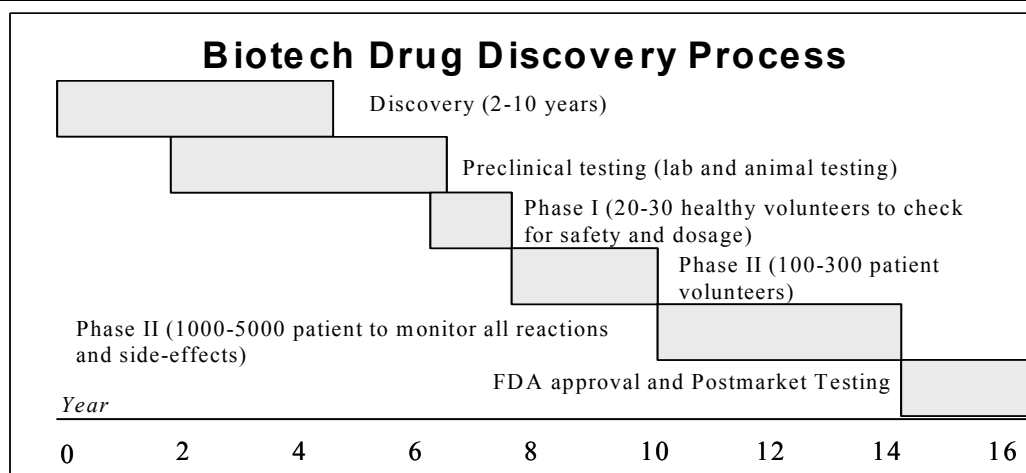 Biotech Drug Discovery Process
Discovery (2-10 years)
Preclinical testing (lab and animal testing)
Phase I (20-30 healthy volunteers to check
for safety and dosage)
Phase II (100-300 patient
volunteers)
Phase II (1000-5000 patient to monitor all reactions
and side-effects)
FDA approval and Postmarket Testing
Year
0 2 4 6 8 10 12 14 16